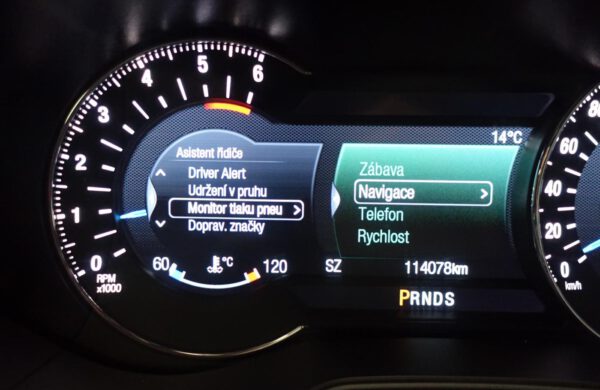 0
1
2
3
4
5
6
RPM
x1000
Asistent řidiče
Driver Alert
Udržení v pruhu
Monitor tlaku pneu
Doprav. značky
60 °C 120
14°C
Zábava
Navigace
Telefon
Rychlost
SZ 114078km
PRNDS
80
60
40
20
0
km/h